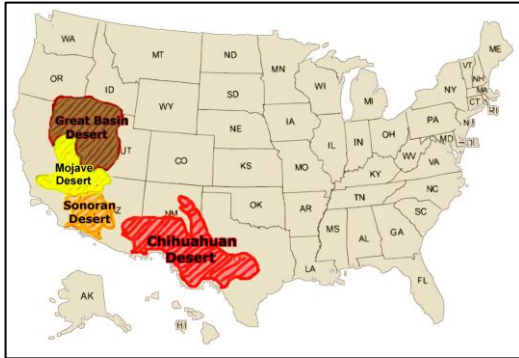 WA
MT
ND
MN
ME
OR
ID
SD
WI
MI
VT
NH
NY
MA
CT
RI
WY
Great Basin
Desert
NE
IA
PA
NJ
IL
IN
OH
MD
DE
UT
CO
KS
MO
WV
VA
KY
Mojave
Desert
NC
TN
Sonoran
Desert
AZ
NM
OK
AR
SC
Chihuahuan
Desert
MS
AL
GA
LA
FL
AK
HI